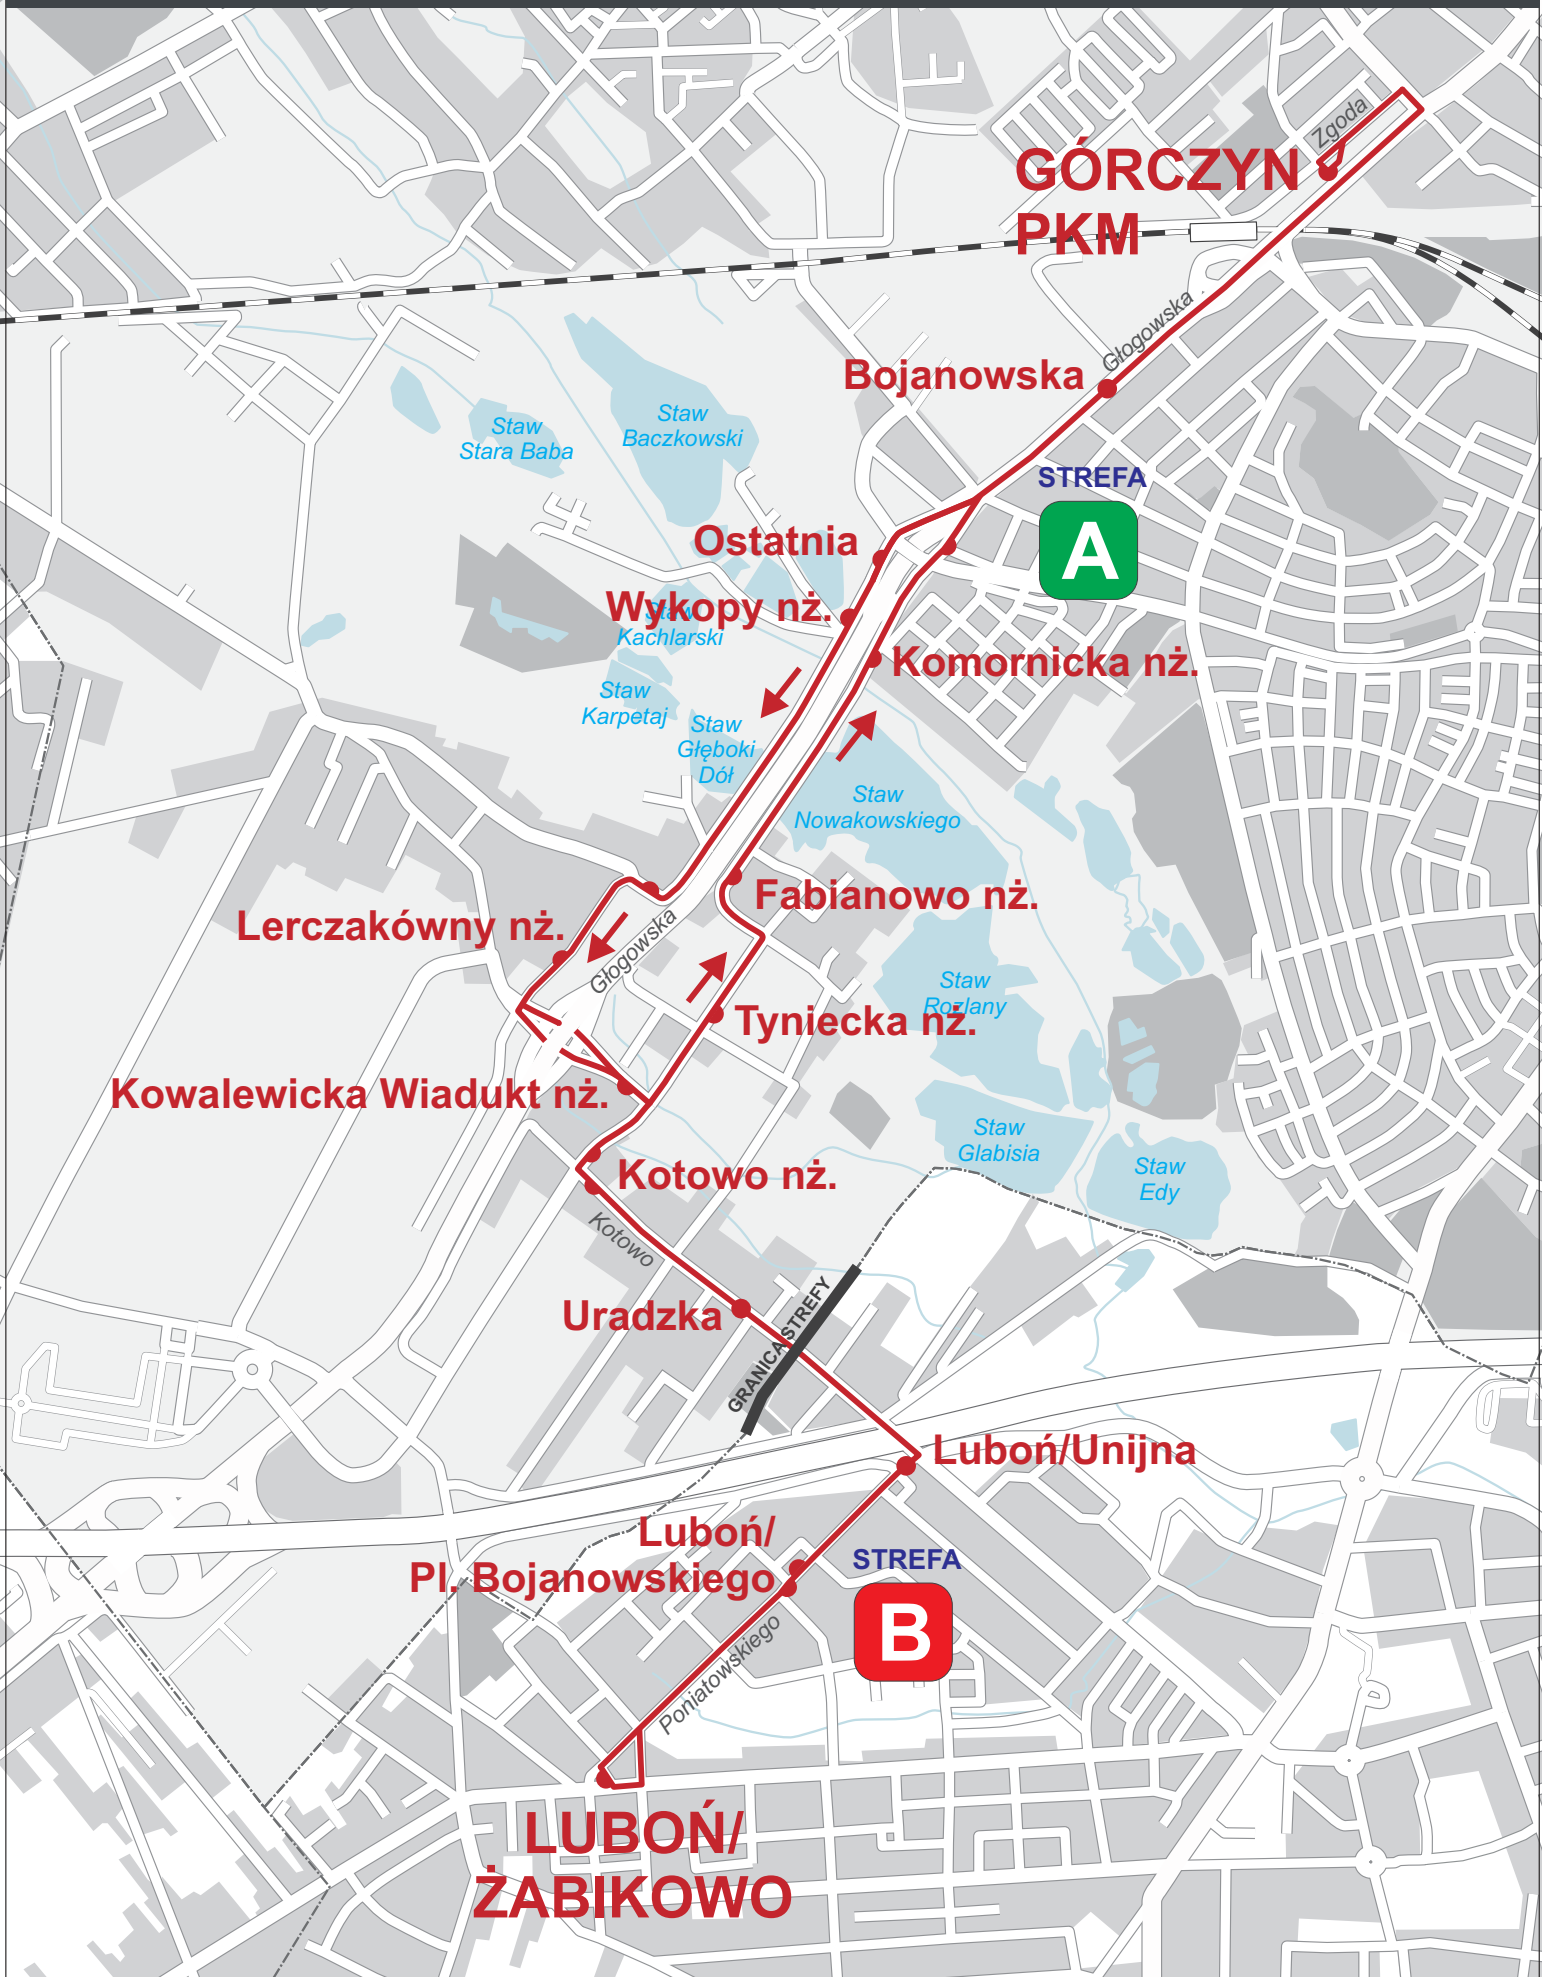 Zgoda
GÓRCZYN
PKM
Głogowska
Bojanowska
Staw
Baczkowski
Staw
Stara Baba
STREFA
A
Ostatnia
Wykopy nż.
Staw
Kachlarski
Komornicka nż.
Staw
Karpetaj
Staw
Głęboki
Dół
Staw
Nowakowskiego
Fabianowo nż.
Lerczakówny nż.
Głogowska
Staw
Rozlany
Tyniecka nż.
Kowalewicka Wiadukt nż.
Staw
Glabisia
Staw
Edy
Kotowo nż.
Kotowo
Uradzka
GRANICA STREFY
Luboń/Unijna
Luboń/
Pl. Bojanowskiego
STREFA
B
Poniatowskiego
LUBOŃ/
ŻABIKOWO